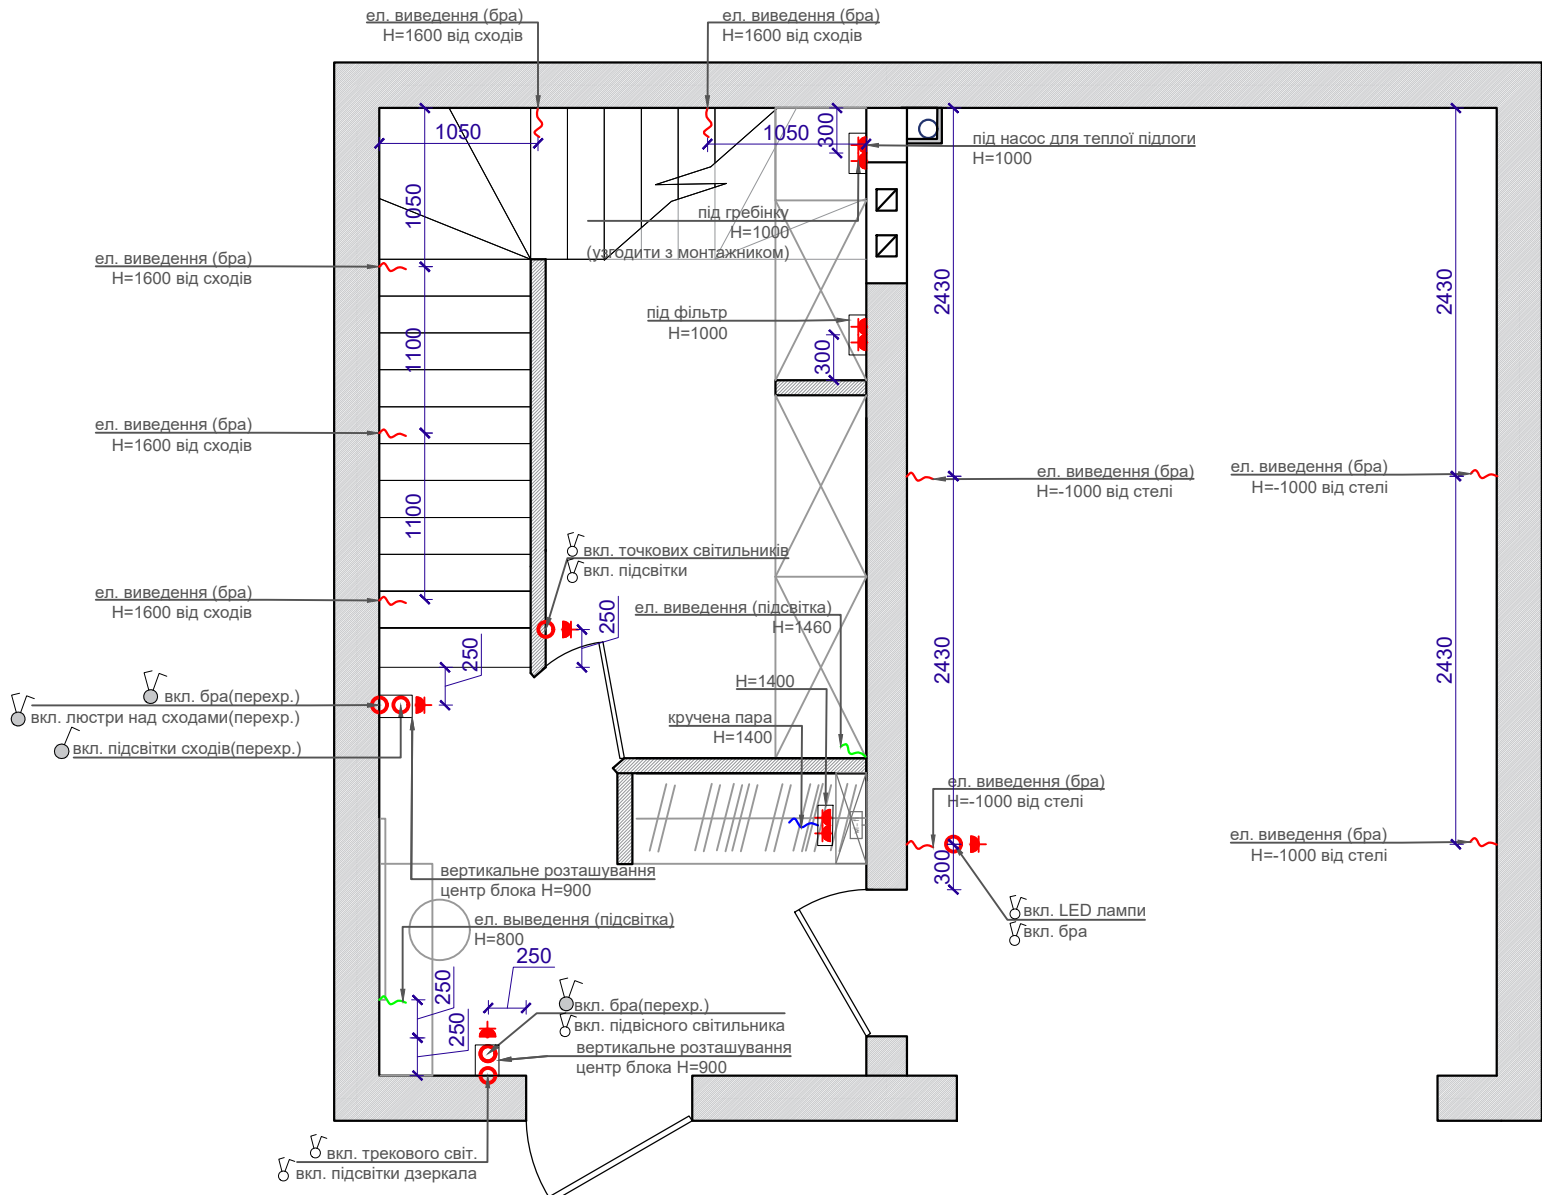 ел. виведення (бра)
H=1600 від сходів
ел. виведення (бра)
H=1600 від сходів
1050
1050
300
під насос для теплої підлоги
H=1000
1050
під гребінку
H=1000
(узгодити з монтажником)
ел. виведення (бра)
H=1600 від сходів
2430
2430
під фільтр
H=1000
1100
300
ел. виведення (бра)
H=1600 від сходів
ел. виведення (бра)
H=-1000 від стелі
ел. виведення (бра)
H=-1000 від стелі
1100
вкл. точкових світильників
вкл. підсвітки
ел. виведення (бра)
H=1600 від сходів
ел. виведення (підсвітка)
H=1460
250
250
2430
2430
H=1400
вкл. бра(перехр.)
вкл. люстри над сходами(перехр.)
вкл. підсвітки сходів(перехр.)
кручена пара
H=1400
ел. виведення (бра)
H=-1000 від стелі
ел. виведення (бра)
H=-1000 від стелі
300
вертикальне розташування
центр блока H=900
ел. выведення (підсвітка)
H=800
вкл. LED лампи
вкл. бра
250
250
250
вкл. бра(перехр.)
вкл. підвісного світильника
вертикальне розташування
центр блока H=900
вкл. трекового світ.
вкл. підсвітки дзеркала